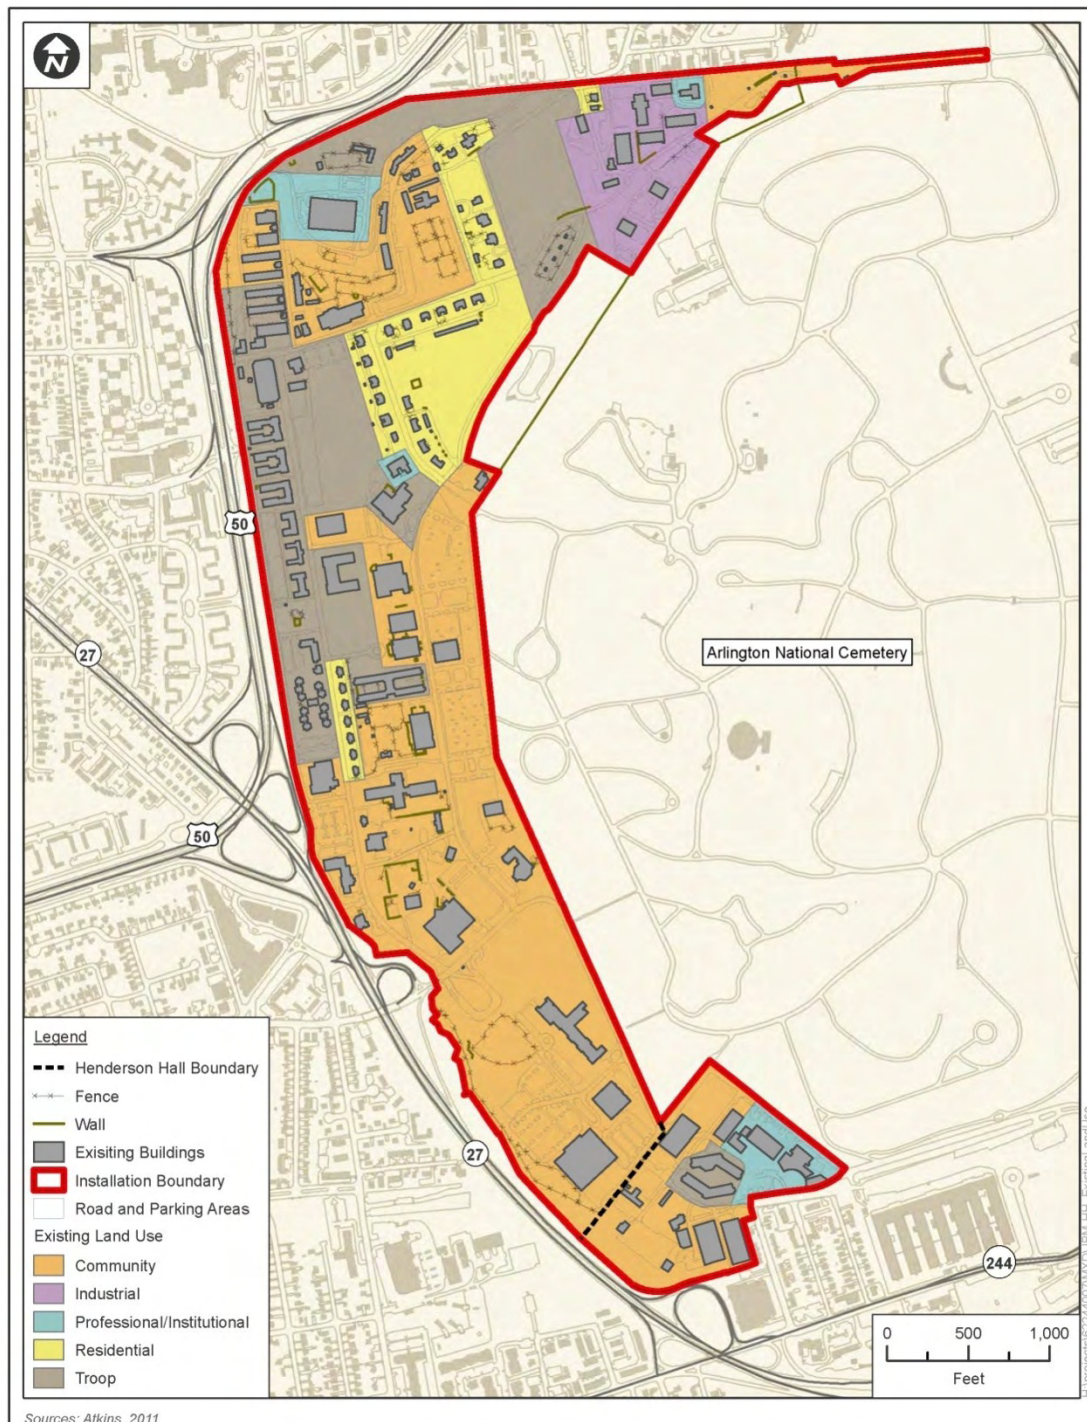 N
50
27
Arlington National Cemetery
50
27
244
Legend
Henderson Hall Boundary
Fence
Wall
Exisiting Buildings
Installation Boundary
Road and Parking Areas
Existing Land Use
Community
Industrial
Professional/Institutional
Residential
Troop
0 500 1,000
Feet
Sources: Atkins, 2011